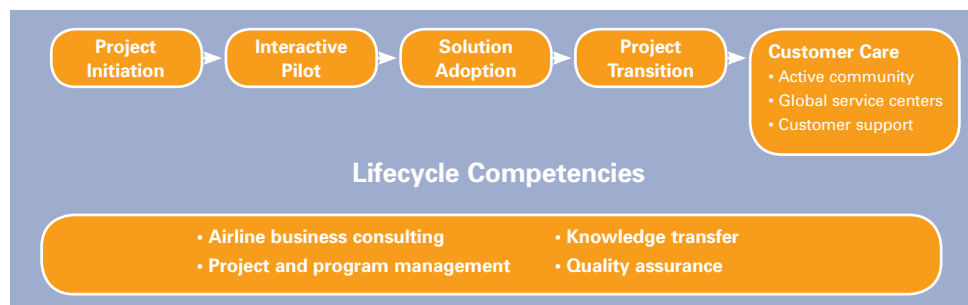 Project
Initiation
Interactive
Pilot
Solution
Adoption
Project
Transition
Customer Care
• Active community
• Global service centers
• Customer support
Lifecycle Competencies
• Airline business consulting
• Project and program management
• Knowledge transfer
• Quality assurance